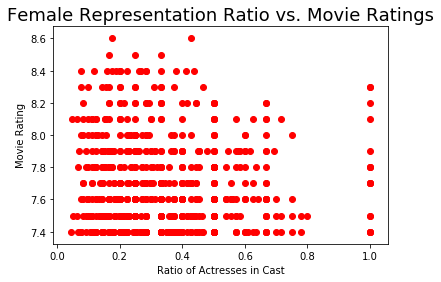 Female Representation Ratio vs. Movie Ratings
8.6
8.4
8.2
8.0
7.8
7.6
7.4
Movie Rating
0.0 0.2 0.4 0.6 0.8 1.0
Ratio of Actresses in Cast